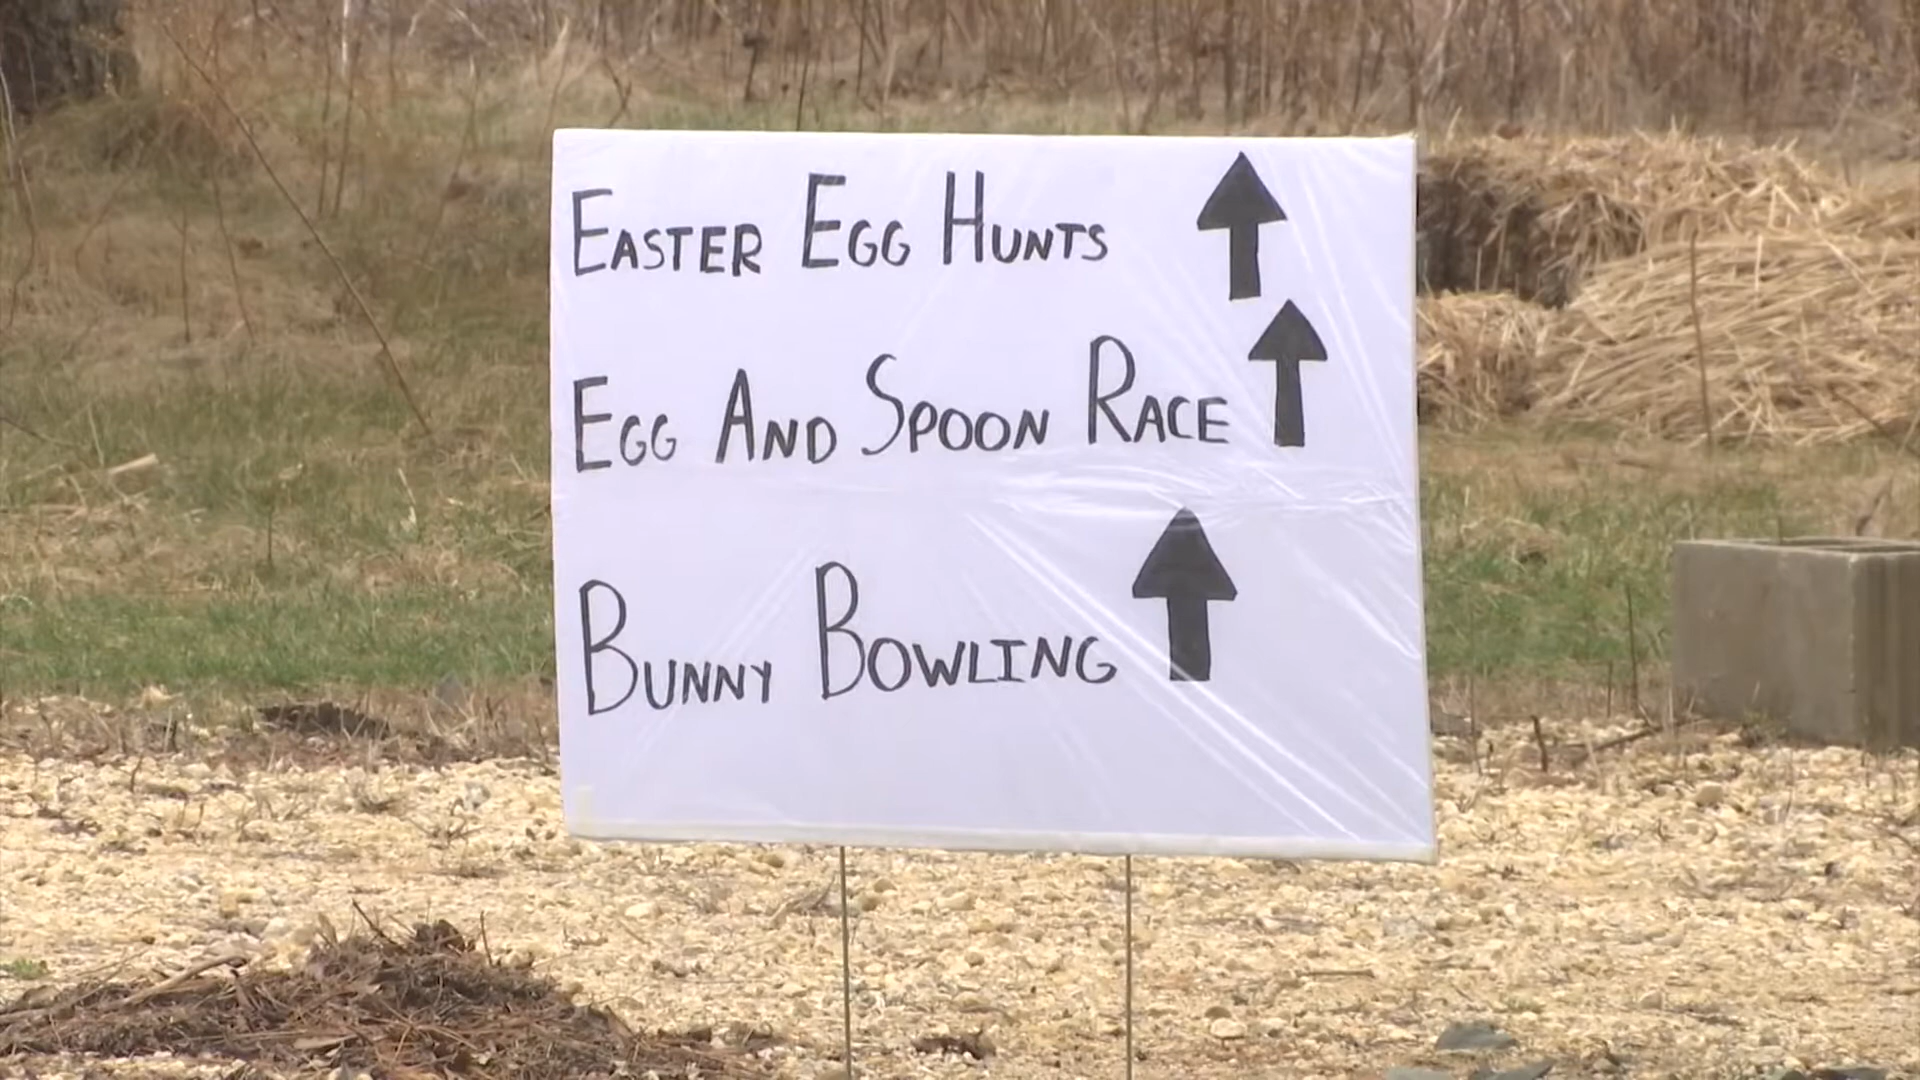 Easter Egg Hunts ↑
Egg And Spoon Race ↑
Bunny Bowling ↑